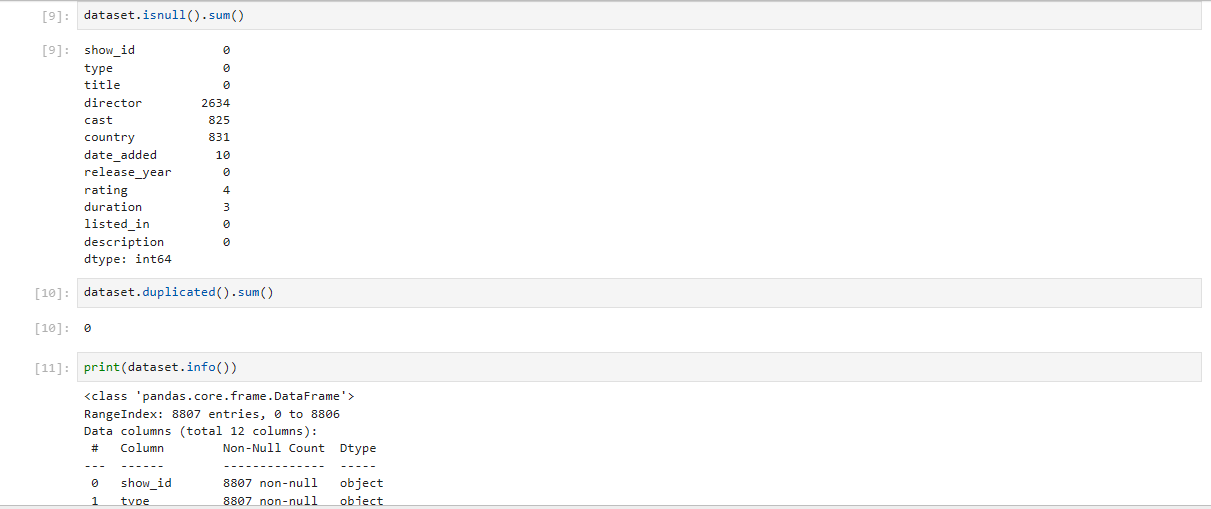 [9]: dataset.isnull().sum()
[9]: show_id 0
type 0
title 0
director 2634
cast 825
country 831
date_added 10
release_year 0
rating 4
duration 3
listed_in 0
description 0
dtype: int64
[10]: dataset.duplicated().sum()
[10]: 0
[11]: print(dataset.info())
<class 'pandas.core.frame.DataFrame'>
RangeIndex: 8807 entries, 0 to 8806
Data columns (total 12 columns):
# Column Non-Null Count Dtype
--- ------ -------------- -----
0 show_id 8807 non-null object
1 type 8807 non-null object